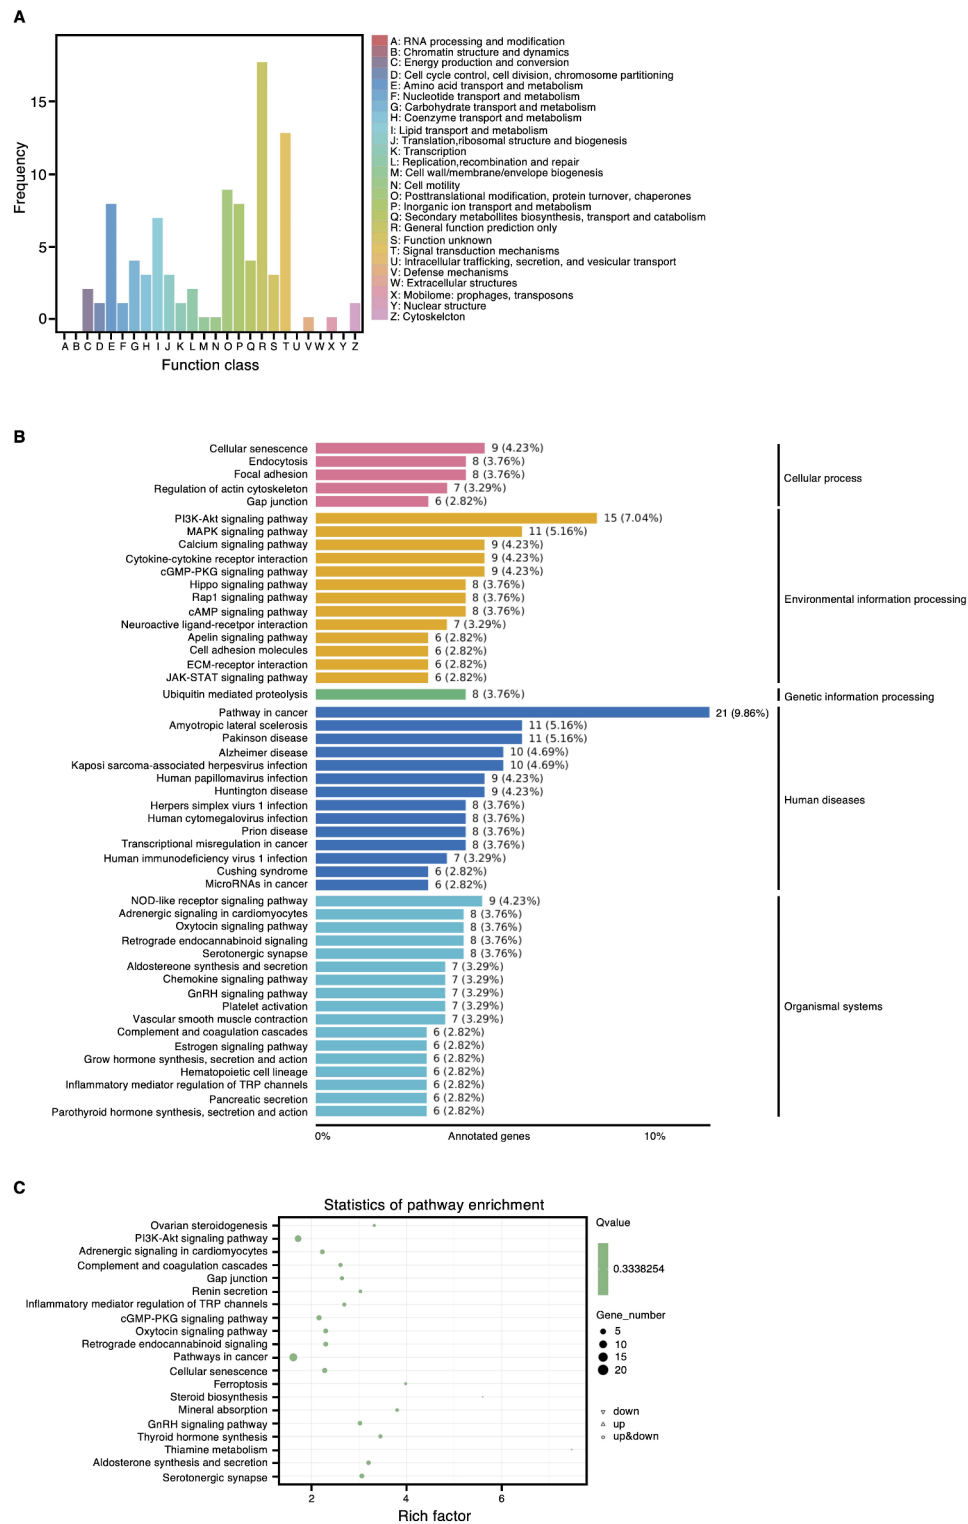 A
Frequency
15
10
5
0
A B C D E F G H I J K L M N O P Q R S T U V W X Y Z
Function class
A: RNA processing and modification
B: Chromatin structure and dynamics
C: Energy production and conversion
D: Cell cycle control, cell division, chromosome partitioning
E: Amino acid transport and metabolism
F: Nucleotide transport and metabolism
G: Carbohydrate transport and metabolism
H: Coenzyme transport and metabolism
I: Lipid transport and metabolism
J: Translation,ribosomal structure and biogenesis
K: Transcription
L: Replication,recombination and repair
M: Cell wall/membrane/envelope biogenesis
N: Cell motility
O: Posttranslational modification, protein turnover, chaperones
P: Inorganic ion transport and metabolism
Q: Secondary metabollites biosynthesis, transport and catabolism
R: General function prediction only
S: Function unknown
T: Signal transduction mechanisms
U: Intracellular trafficking, secretion, and vesicular transport
V: Defense mechanisms
W: Extracellular structures
X: Mobilome: prophages, transposons
Y: Nuclear structure
Z: Cytoskelcton
B
Cellular senescence 9 (4.23%)
Endocytosis 8 (3.76%)
Focal adhesion 8 (3.76%)
Regulation of actin cytoskeleton 7 (3.29%)
Gap junction 6 (2.82%)
Cellular process
PI3K-Akt signaling pathway 15 (7.04%)
MAPK signaling pathway 11 (5.16%)
Calcium signaling pathway 9 (4.23%)
Cytokine-cytokine receptor interaction 9 (4.23%)
cGMP-PKG signaling pathway 9 (4.23%)
Hippo signaling pathway 8 (3.76%)
Rap1 signaling pathway 8 (3.76%)
cAMP signaling pathway 8 (3.76%)
Neuroactive ligand-recetpor interaction 7 (3.29%)
Apelin signaling pathway 6 (2.82%)
Cell adhesion molecules 6 (2.82%)
ECM-receptor interaction 6 (2.82%)
JAK-STAT signaling pathway 6 (2.82%)
Environmental information processing
Ubiquitin mediated proteolysis 8 (3.76%)
Genetic information processing
Pathway in cancer 21 (9.86%)
Amyotropic lateral scelerosis 11 (5.16%)
Pakinson disease 11 (5.16%)
Alzheimer disease 10 (4.69%)
Kaposi sarcoma-associated herpesvirus infection 10 (4.69%)
Human papillomavirus infection 9 (4.23%)
Huntington disease 9 (4.23%)
Herpers simplex viurs 1 infection 8 (3.76%)
Human cytomegalovirus infection 8 (3.76%)
Prion disease 8 (3.76%)
Transcriptional misregulation in cancer 8 (3.76%)
Human immunodeficiency virus 1 infection 7 (3.29%)
Cushing syndrome 6 (2.82%)
MicroRNAs in cancer 6 (2.82%)
Human diseases
NOD-like receptor signaling pathway 9 (4.23%)
Adrenergic signaling in cardiomyocytes 8 (3.76%)
Oxytocin signaling pathway 8 (3.76%)
Retrograde endocannabinoid signaling 8 (3.76%)
Serotonergic synapse 8 (3.76%)
Aldostereone synthesis and secretion 7 (3.29%)
Chemokine signaling pathway 7 (3.29%)
GnRH signaling pathway 7 (3.29%)
Platelet activation 7 (3.29%)
Vascular smooth muscle contraction 7 (3.29%)
Complement and coagulation cascades 6 (2.82%)
Estrogen signaling pathway 6 (2.82%)
Grow hormone synthesis, secretion and action 6 (2.82%)
Hematopoietic cell lineage 6 (2.82%)
Inflammatory mediator regulation of TRP channels 6 (2.82%)
Pancreatic secretion 6 (2.82%)
Parothyroid hormone synthesis, sectretion and action 6 (2.82%)
Organismal systems
0% Annotated genes 10%
C
Statistics of pathway enrichment
Ovarian steroidogenesis
PI3K-Akt signaling pathway
Adrenergic signaling in cardiomyocytes
Complement and coagulation cascades
Gap junction
Renin secretion
Inflammatory mediator regulation of TRP channels
cGMP-PKG signaling pathway
Oxytocin signaling pathway
Retrograde endocannabinoid signaling
Pathways in cancer
Cellular senescence
Ferroptosis
Steroid biosynthesis
Mineral absorption
GnRH signaling pathway
Thyroid hormone synthesis
Thiamine metabolism
Aldosterone synthesis and secretion
Serotonergic synapse
2 4 6
Rich factor
Qvalue
0.3338254
Gene_number
5
10
15
20
down
up
up&down